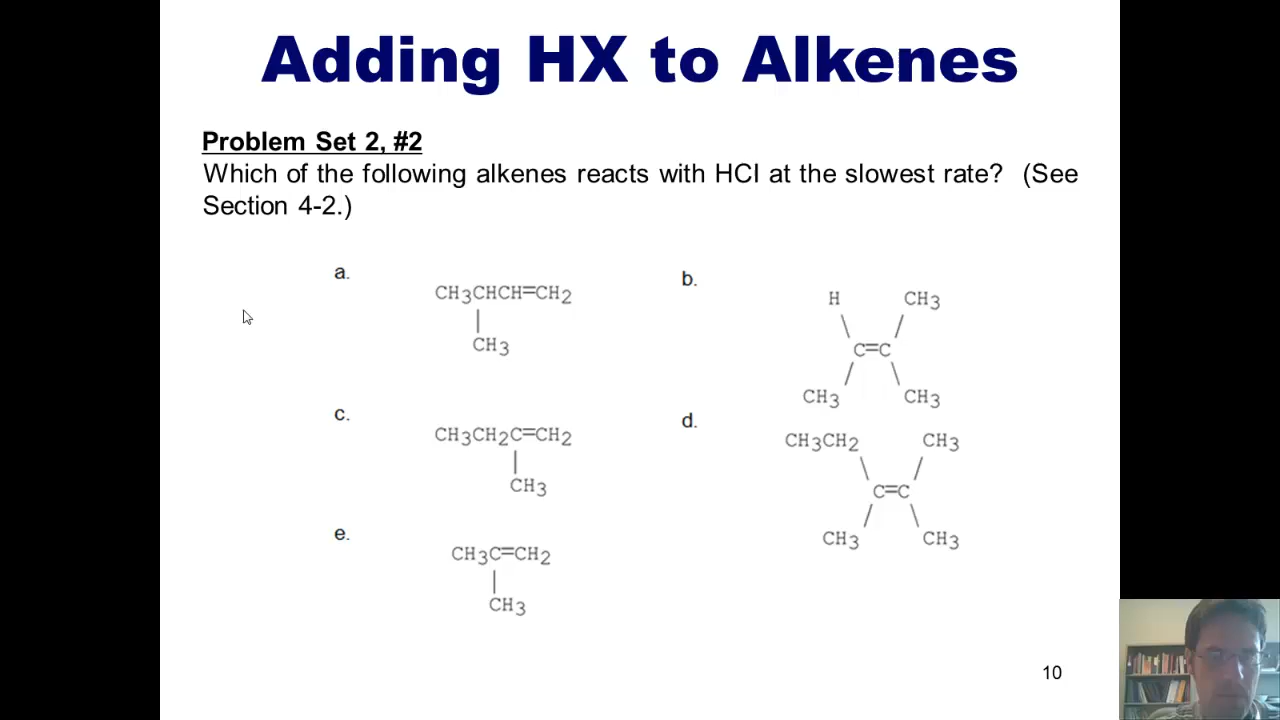 Adding HX to Alkenes
Problem Set 2, #2
Which of the following alkenes reacts with HCl at the slowest rate? (See
Section 4-2.)
a.
CH3CHCH=CH2
|
CH3
b.
H CH3
C=C
CH3 CH3
c.
CH3CH2C=CH2
|
CH3
d.
CH3CH2 CH3
C=C
CH3 CH3
e.
CH3C=CH2
|
CH3
10